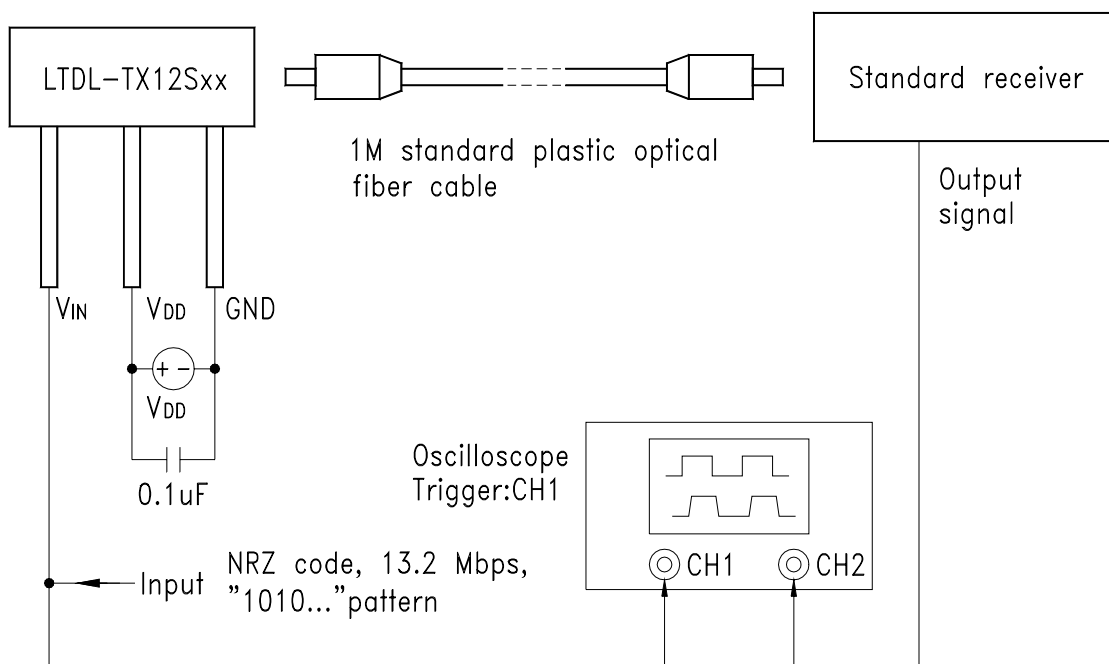 LTDL-TX12Sxx
Standard receiver
1M standard plastic optical
fiber cable
Output
signal
VIN
VDD
GND
+ -
VDD
0.1uF
Oscilloscope
Trigger:CH1
CH1
CH2
Input
NRZ code, 13.2 Mbps,
"1010..."pattern